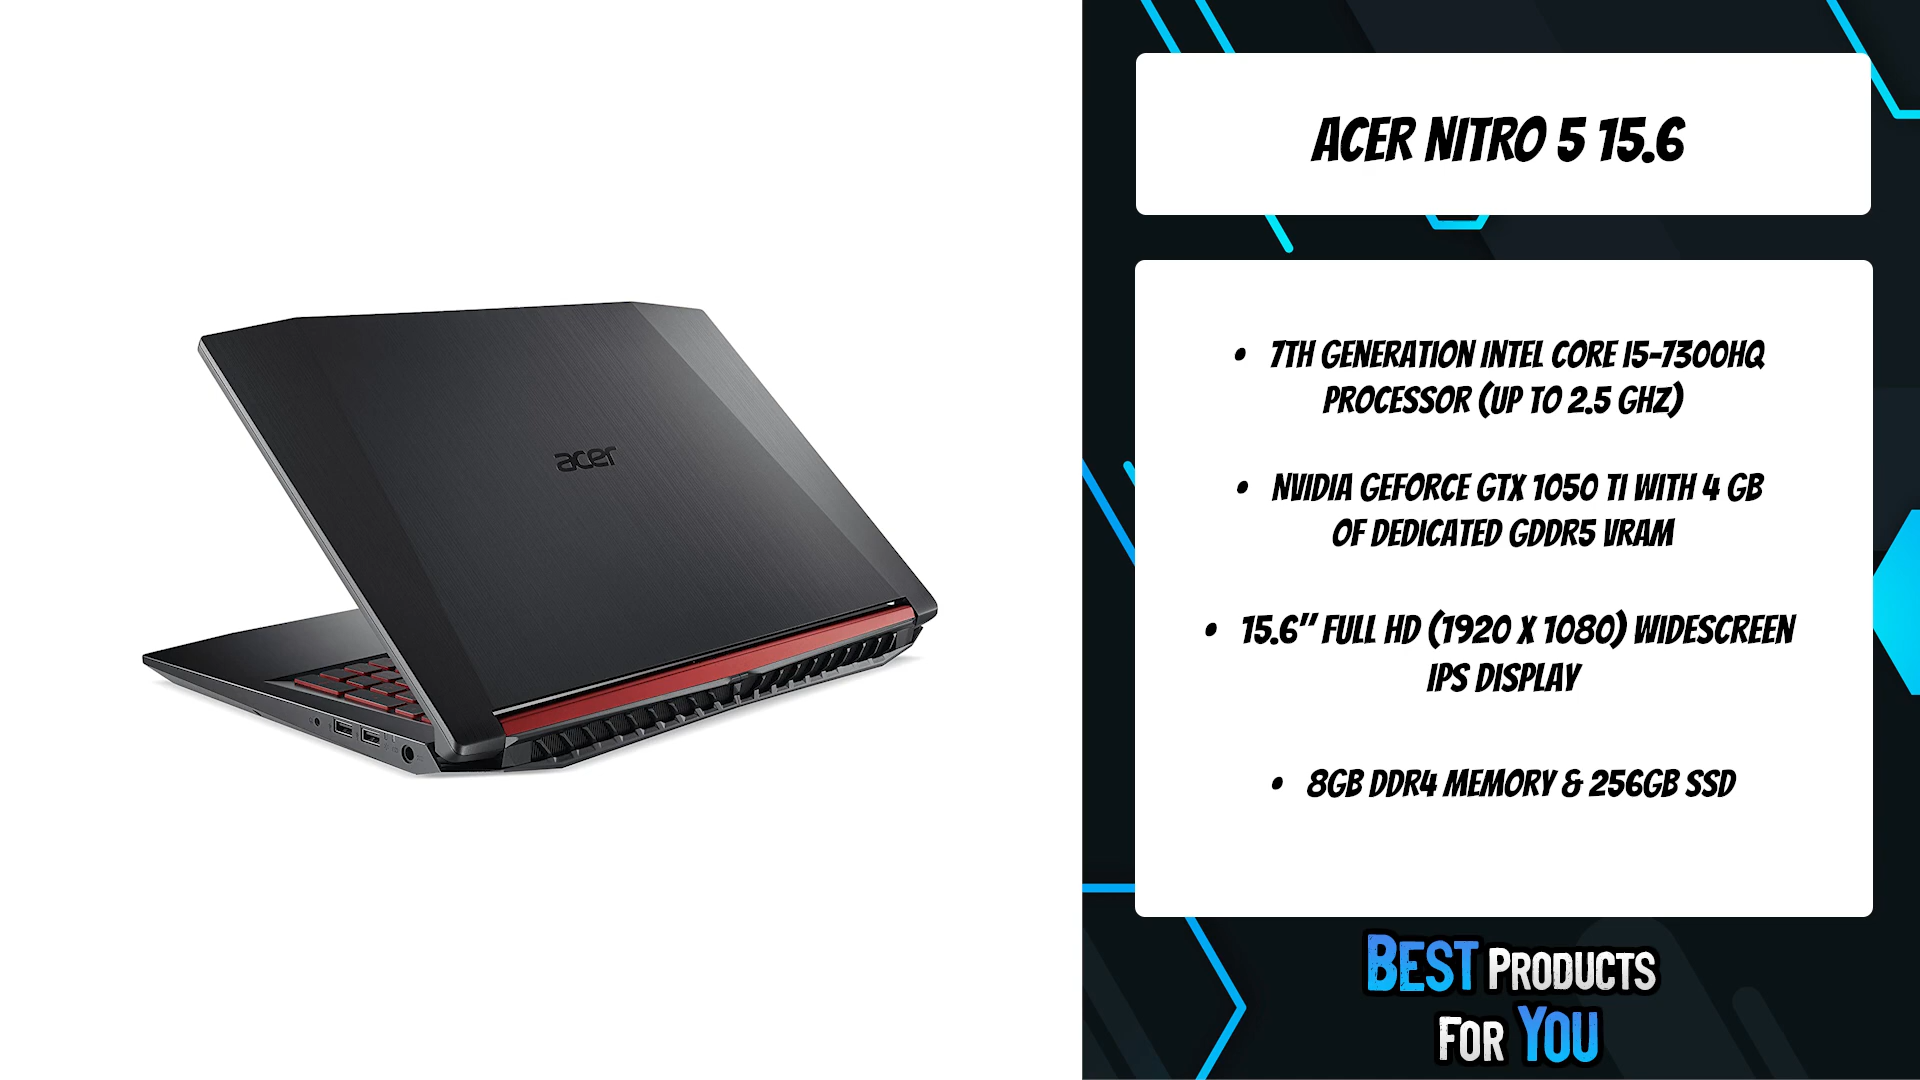 acer
ACER NITRO 5 15.6
• 7TH GENERATION INTEL CORE I5-7300HQ
PROCESSOR (UP TO 2.5 GHZ)
• NVIDIA GEFORCE GTX 1050 TI WITH 4 GB
OF DEDICATED GDDR5 VRAM
• 15.6" FULL HD (1920 X 1080) WIDESCREEN
IPS DISPLAY
• 8GB DDR4 MEMORY & 256GB SSD
BEST PRODUCTS
FOR YOU